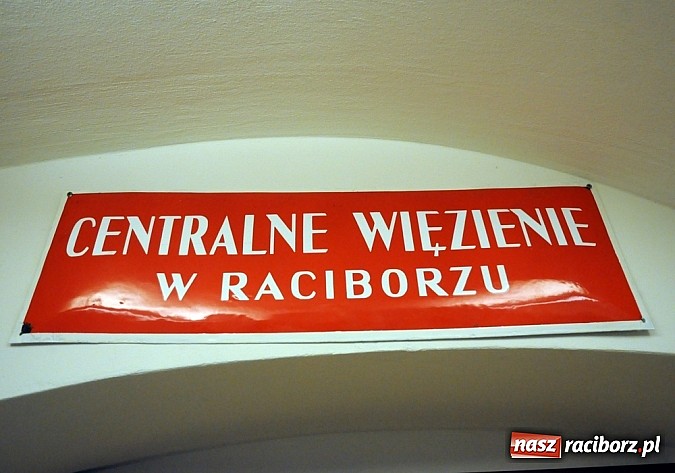 CENTRALNE WIĘZIENIE
W RACIBORZU
nasz raciborz.pl